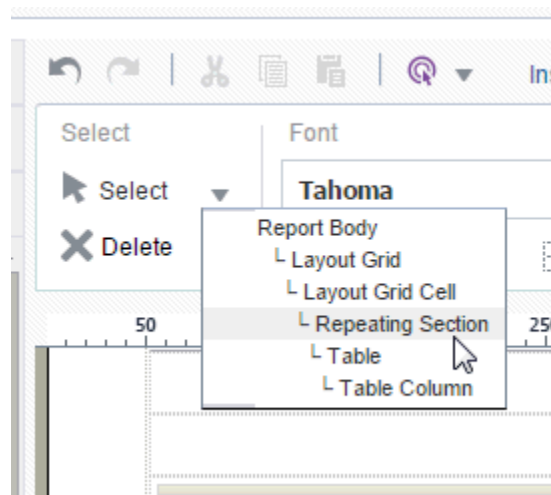 Ins
Select
Font
Select
Tahoma
Delete
Report Body
└ Layout Grid
└ Layout Grid Cell
└ Repeating Section
└ Table
└ Table Column
50
250